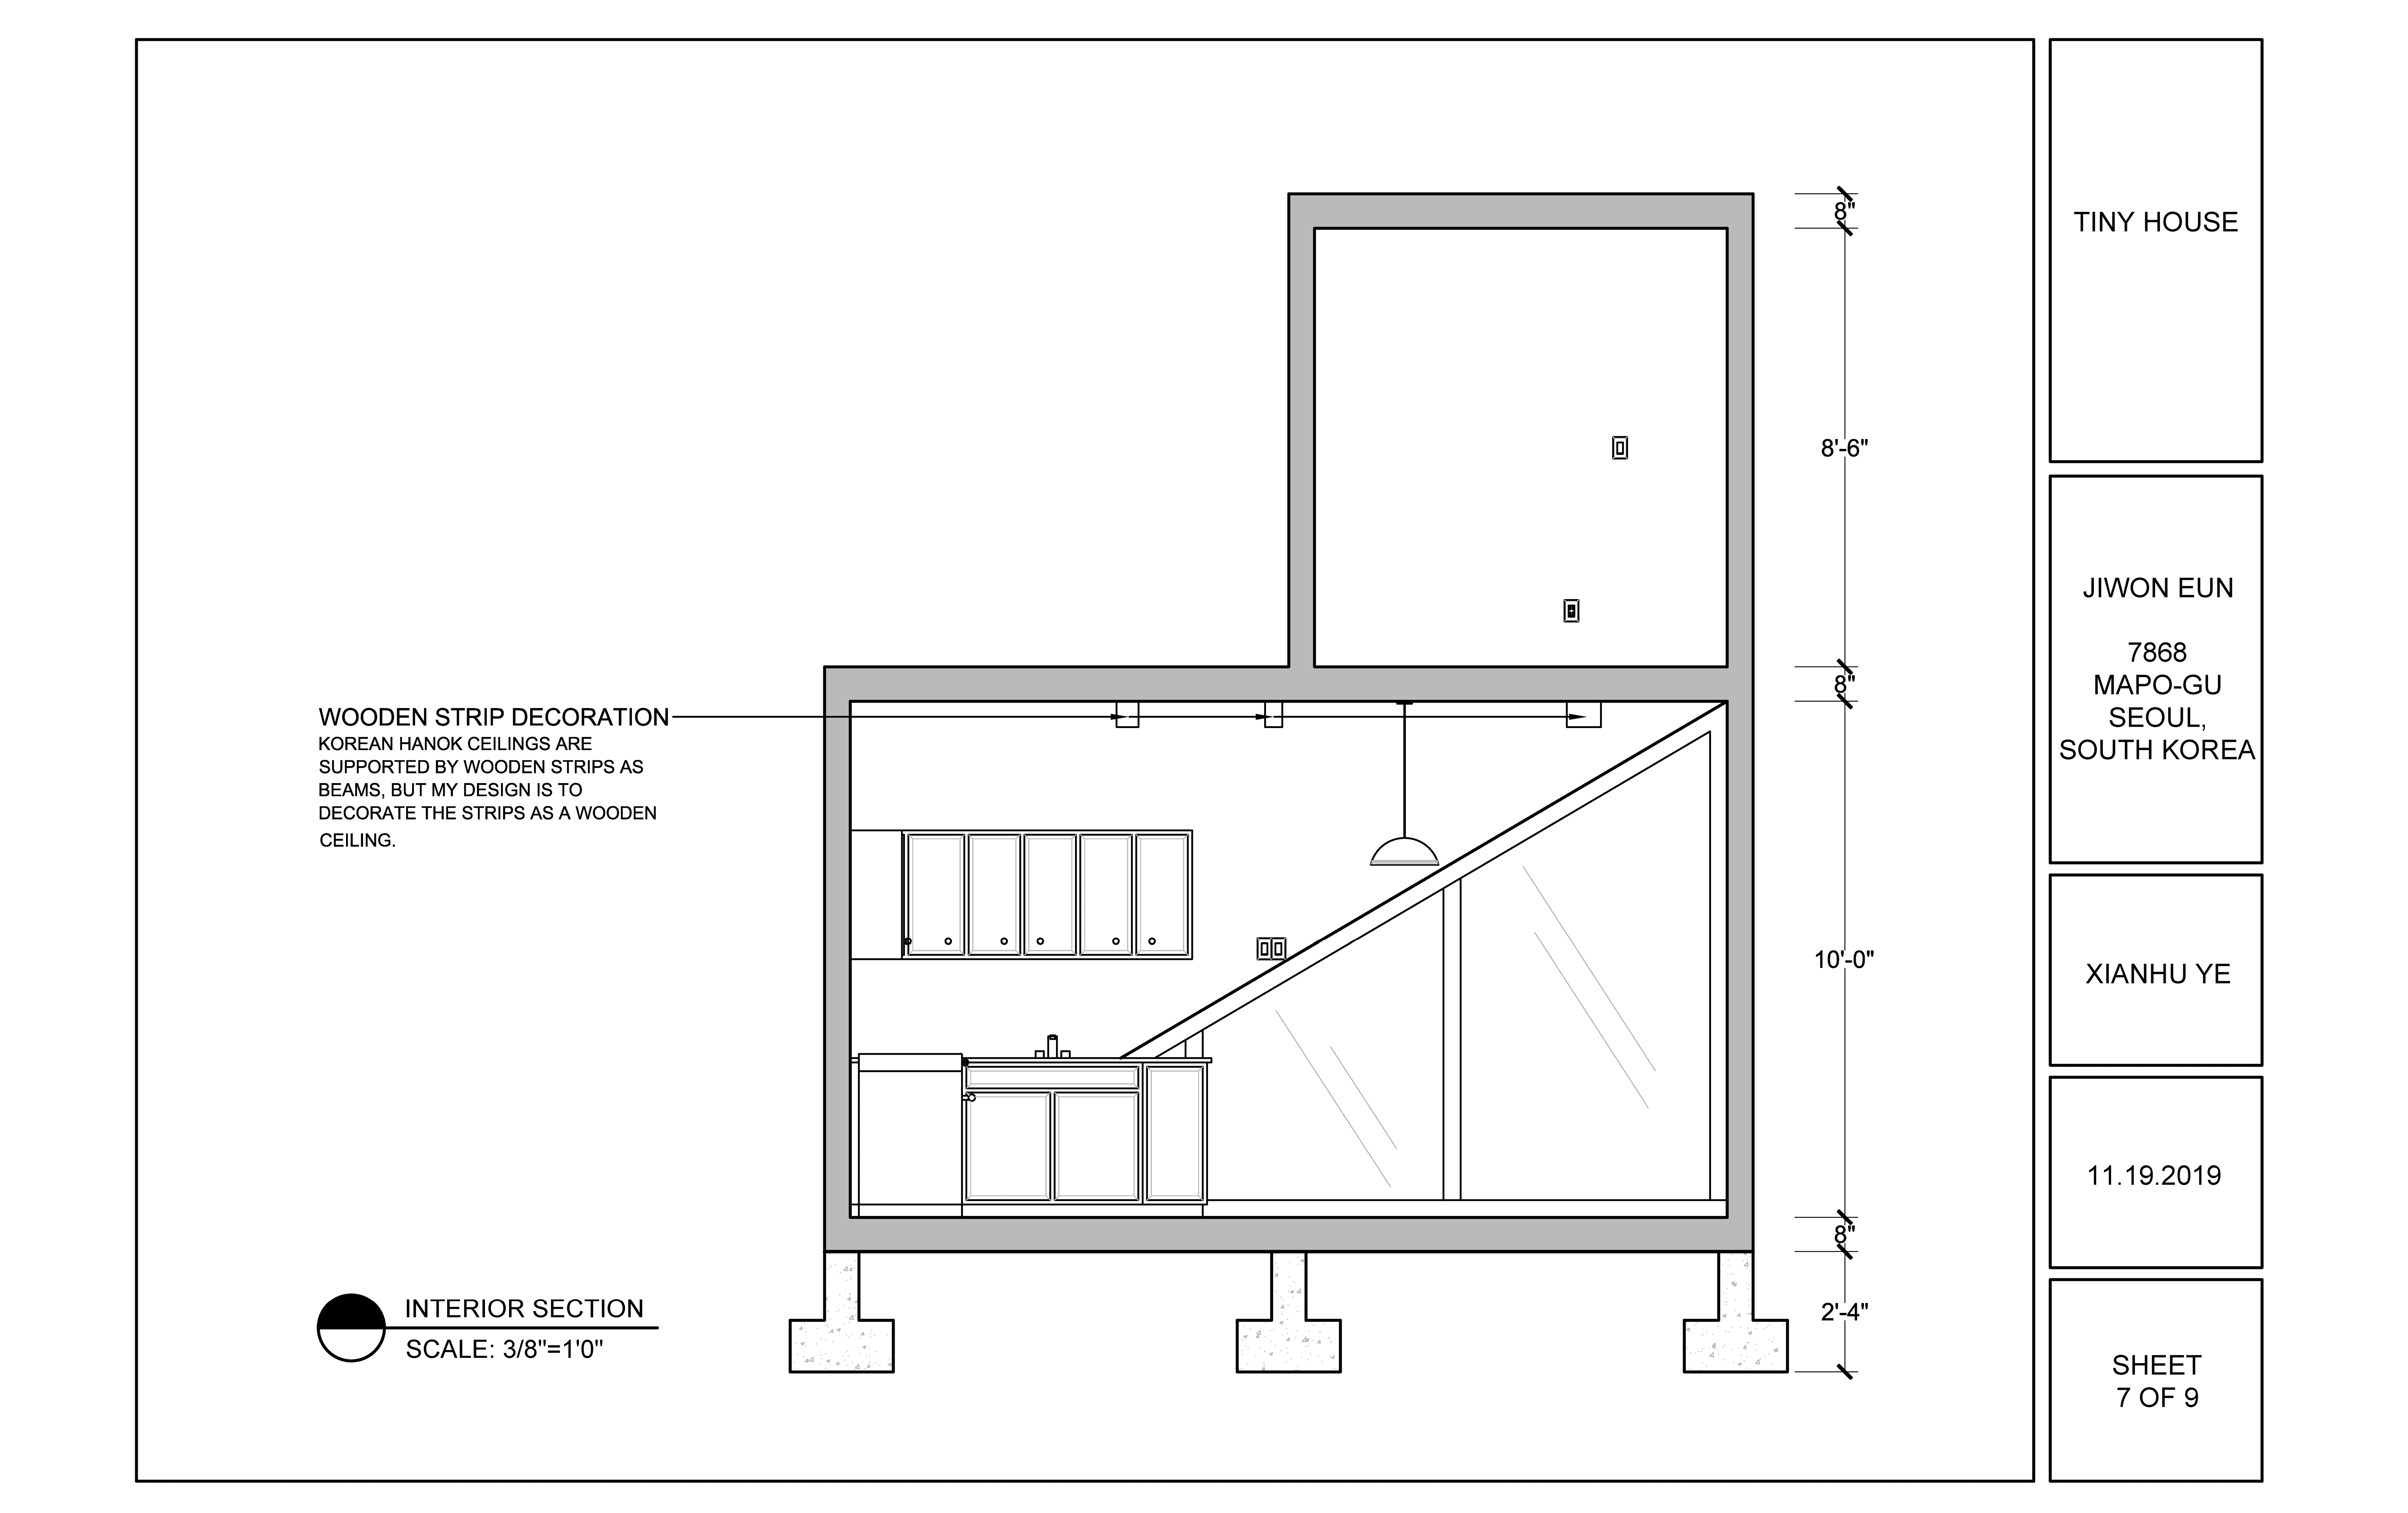 8"
8'-6"
8"
WOODEN STRIP DECORATION
KOREAN HANOK CEILINGS ARE
SUPPORTED BY WOODEN STRIPS AS
BEAMS, BUT MY DESIGN IS TO
DECORATE THE STRIPS AS A WOODEN
CEILING.
10'-0"
8"
2'-4"
INTERIOR SECTION
SCALE: 3/8"=1'0"
TINY HOUSE
JIWON EUN
7868
MAPO-GU
SEOUL,
SOUTH KOREA
XIANHU YE
11.19.2019
SHEET
7 OF 9